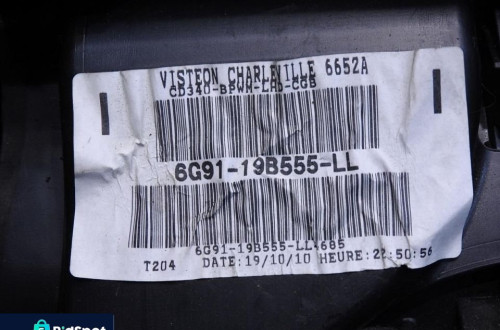 VISTEON CHARLEVILLE 6652A
CD340-BPWM-LHD-CGB
6G91-19B555-LL
6G91-19B555-LL-685
T204 DATE:19/10/10 HEURE:22:50:56
BidSpot